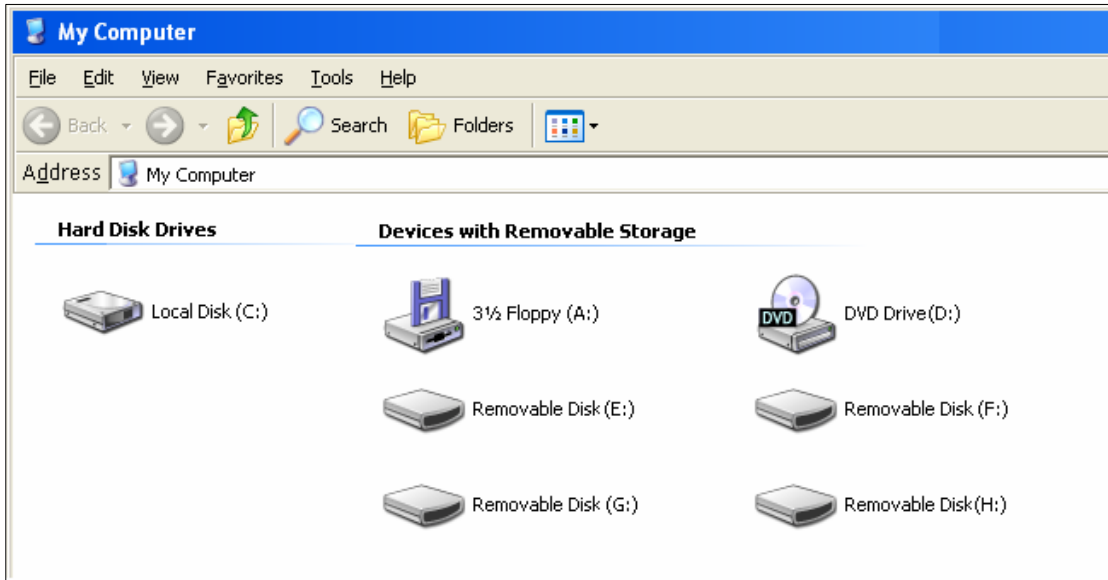 My Computer
File Edit View Favorites Tools Help
Back Search Folders
Address My Computer
Hard Disk Drives Devices with Removable Storage
Local Disk (C:) 3½ Floppy (A:) DVD DVD Drive(D:)
Removable Disk (E:) Removable Disk (F:)
Removable Disk (G:) Removable Disk(H:)